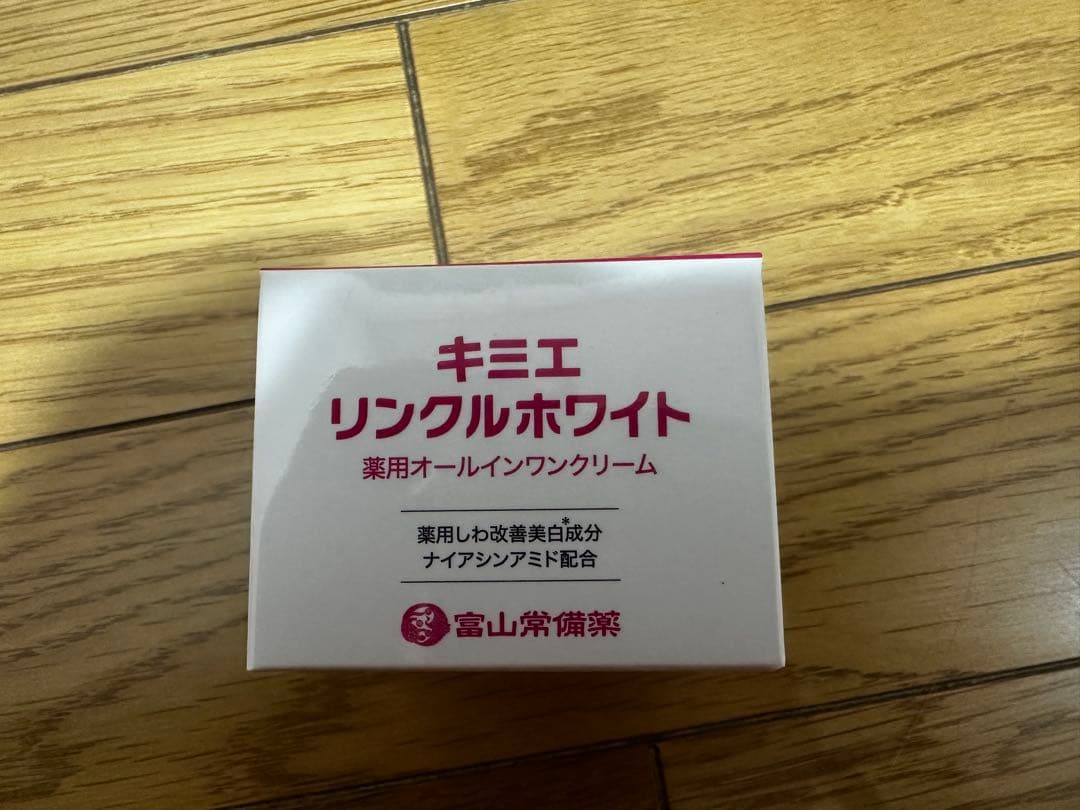 キミエ
リンクルホワイト
薬用オールインワンクリーム
薬用しわ改善美白*成分
ナイアシンアミド配合
富山常備薬